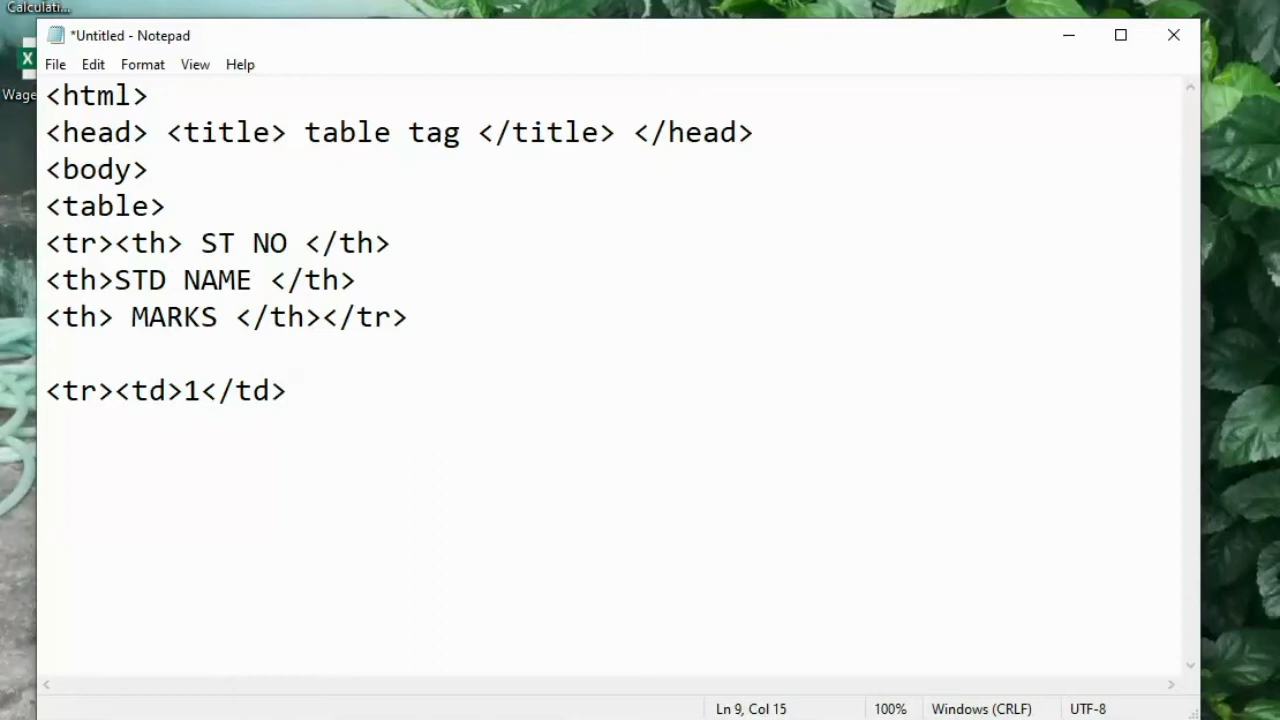 Calculati...
Wage
*Untitled - Notepad
File Edit Format View Help
<html>
<head> <title> table tag </title> </head>
<body>
<table>
<tr><th> ST NO </th>
<th>STD NAME </th>
<th> MARKS </th></tr>
<tr><td>1</td>
Ln 9, Col 15 100% Windows (CRLF) UTF-8